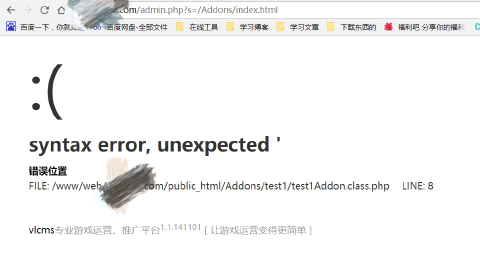 com/admin.php?s=/Addons/index.html
百度一下，你就 百度网盘-全部文件 在线工具 学习博客 学习文章 下载东西的 福利吧 分享你的福利
:(
syntax error, unexpected '
错误位置
FILE: /www/web/ .com/public_html/Addons/test1/test1Addon.class.php LINE: 8
vlcms专业游戏运营、推广平台1.1.141101 [ 让游戏运营变得更简单 ]